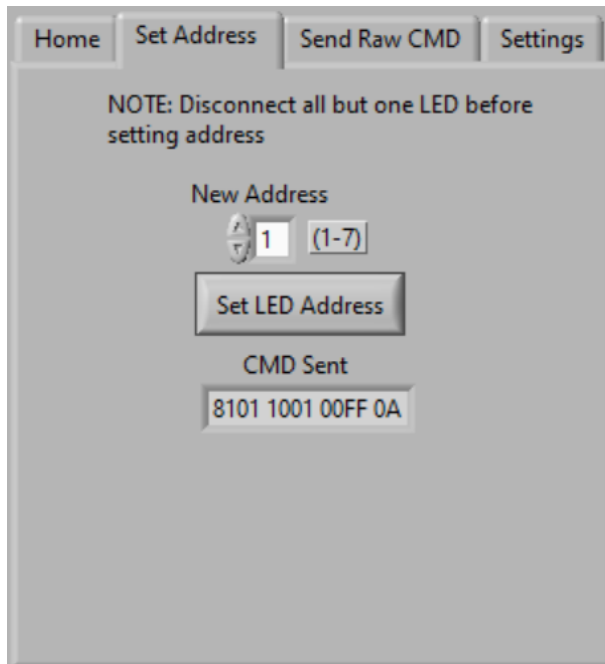 Home Set Address Send Raw CMD Settings
NOTE: Disconnect all but one LED before
setting address
New Address
1 (1-7)
Set LED Address
CMD Sent
8101 1001 00FF 0A